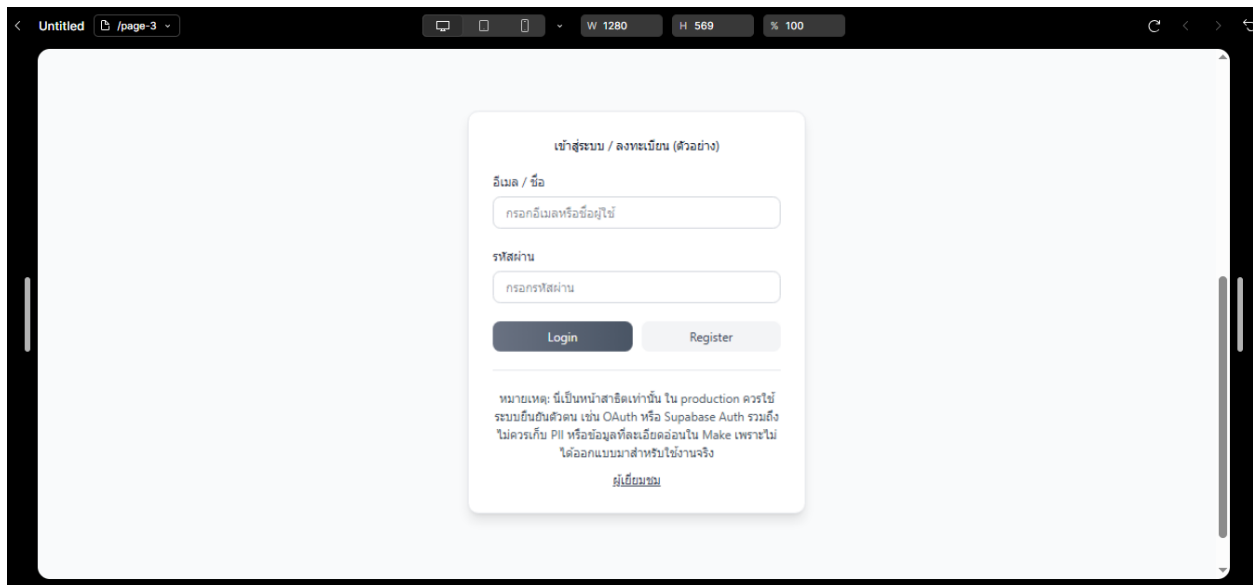 Untitled /page-3 W 1280 H 569 % 100
เข้าสู่ระบบ / ลงทะเบียน (ตัวอย่าง)
อีเมล / ชื่อ
กรอกอีเมลหรือชื่อผู้ใช้
รหัสผ่าน
กรอกรหัสผ่าน
Login Register
หมายเหตุ: นี่เป็นหน้าสาธิตเท่านั้น ใน production ควรใช้
ระบบยืนยันตัวตน เช่น OAuth หรือ Supabase Auth รวมถึง
ไม่ควรเก็บ PII หรือข้อมูลที่ละเอียดอ่อนใน Make เพราะไม่
ได้ออกแบบมาสำหรับใช้งานจริง
ผู้เยี่ยมชม